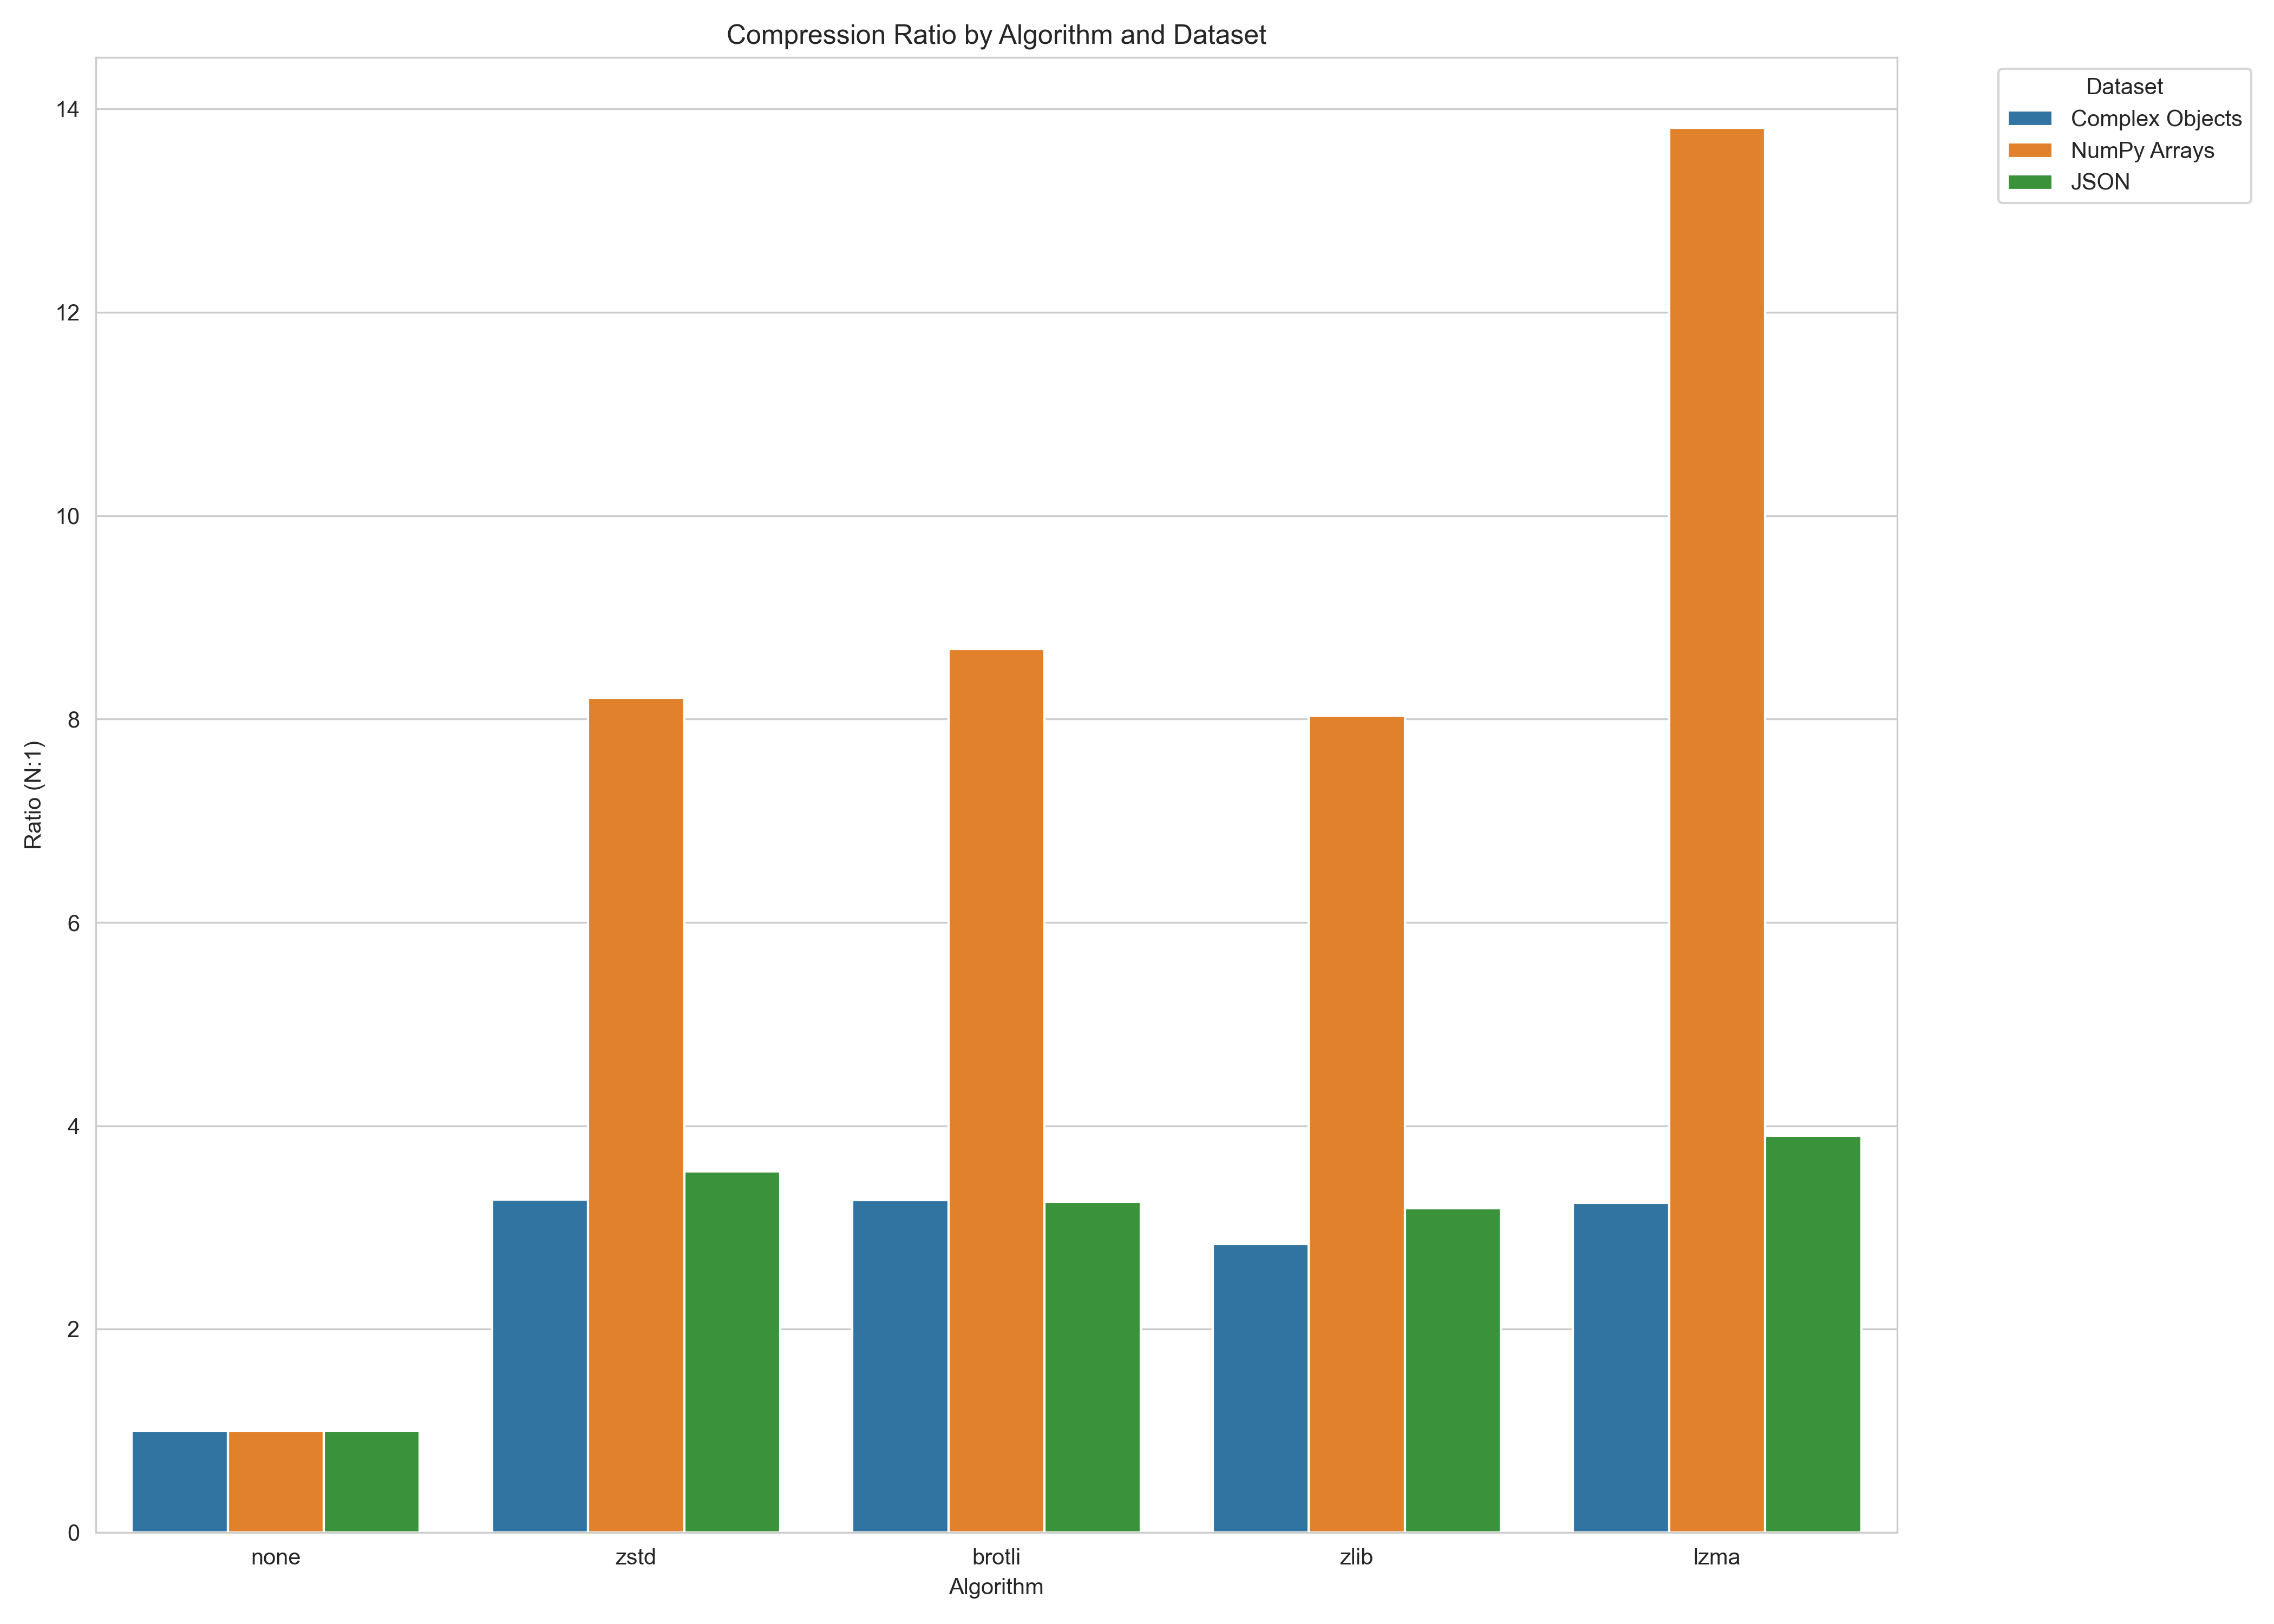 Compression Ratio by Algorithm and Dataset
Dataset
Complex Objects
NumPy Arrays
JSON
Ratio (N:1)
14
12
10
8
6
4
2
0
none
zstd
brotli
zlib
lzma
Algorithm